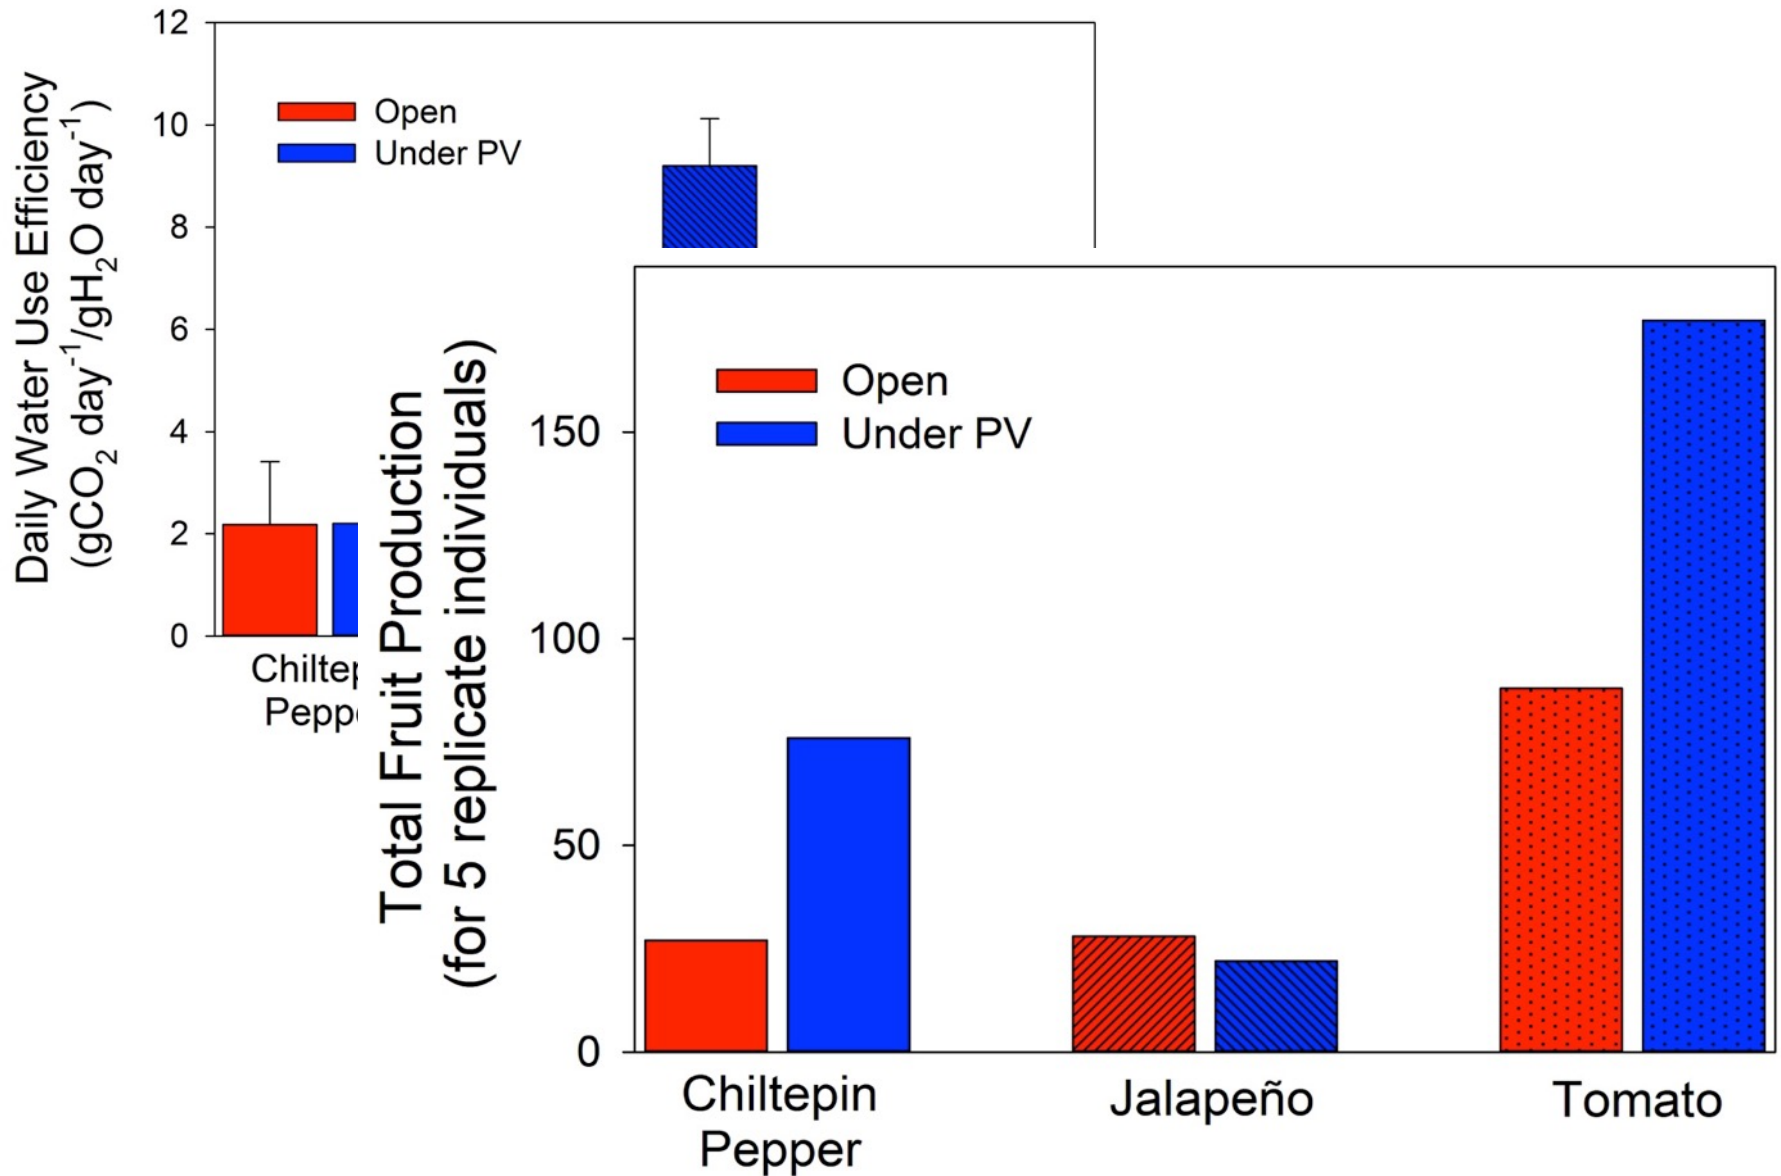 Daily Water Use Efficiency
(gCO₂ day⁻¹/gH₂O day⁻¹)
12
10
8
6
4
2
0
Open
Under PV
Chiltep
Peppe
Total Fruit Production
(for 5 replicate individuals)
150
100
50
0
Open
Under PV
Chiltepin
Pepper
Jalapeño
Tomato